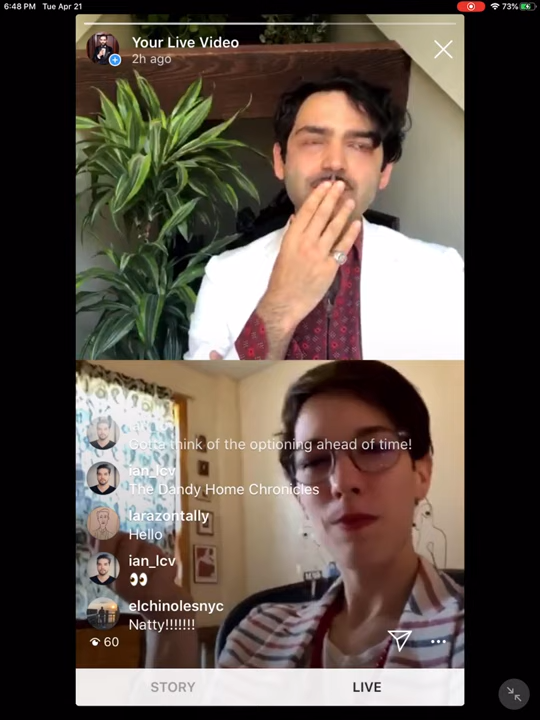 6:48 PM Tue Apr 21
73%
Your Live Video
2h ago
Gotta think of the optioning ahead of time!
ian_lcv
The Dandy Home Chronicles
larazontally
Hello
ian_lcv
👀
elchinolesnyc
Natty!!!!!!!
60
STORY
LIVE